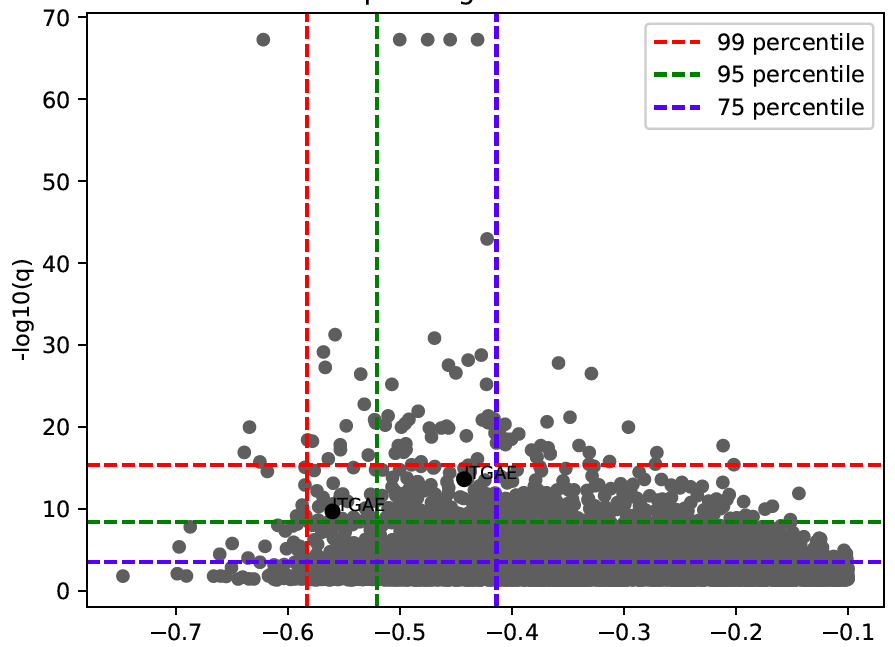 99 percentile
95 percentile
75 percentile
70
60
50
40
30
20
10
0
-log10(q)
ITGAE
ITGAE
−0.7
−0.6
−0.5
−0.4
−0.3
−0.2
−0.1